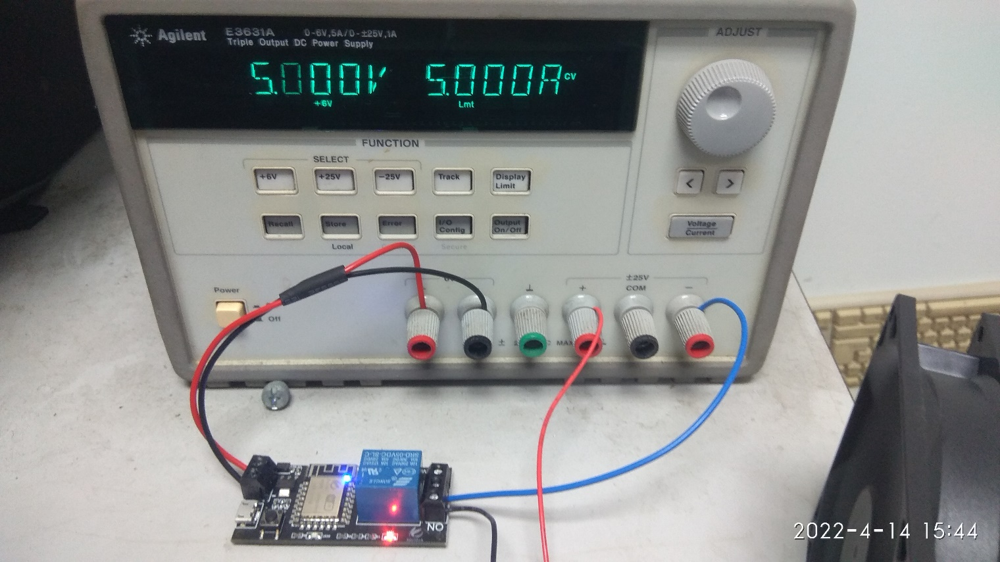 Agilent
E3631A 0-6V,5A/0-±25V,1A
Triple Output DC Power Supply
5.000V 5.000A CV
+6V Lmt
ADJUST
FUNCTION
SELECT
+6V +25V -25V Track Display Limit
< >
Recall Store Error I/O Config Output On/Off
Voltage
Current
Local Secure
Power
Off
±25V
+ COM −
MAX
SRD-05VDC-SL-C
SONGLE
NO
2022-4-14 15:44